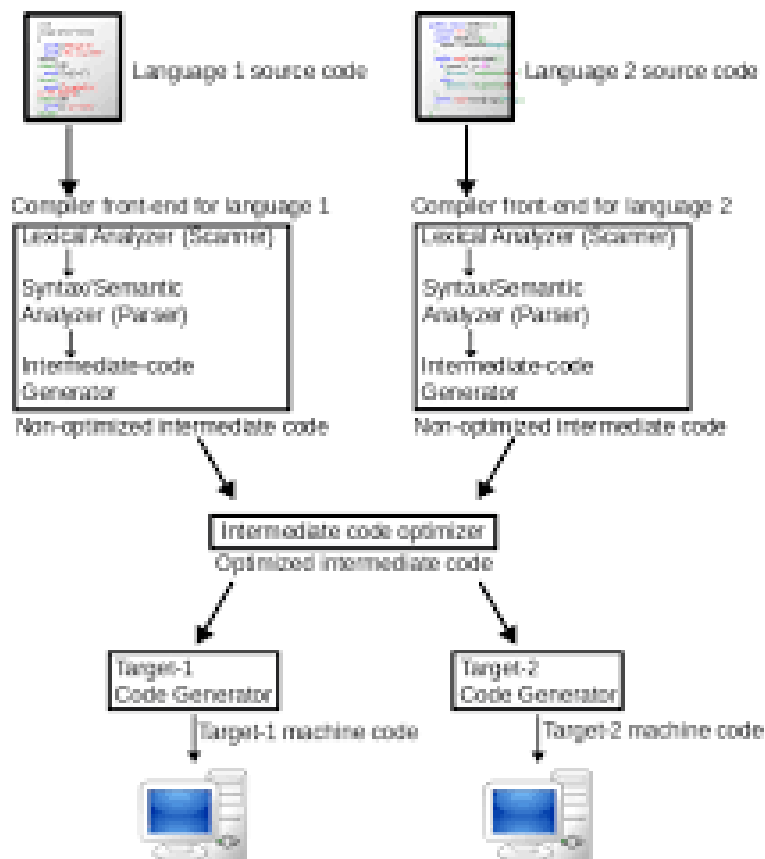 Language 1 source code
Language 2 source code
Compiler front-end for language 1
Lexical Analyzer (Scanner)
Syntax/Semantic
Analyzer (Parser)
Intermediate-code
Generator
Non-optimized intermediate code
Compiler front-end for language 2
Lexical Analyzer (Scanner)
Syntax/Semantic
Analyzer (Parser)
Intermediate-code
Generator
Non-optimized intermediate code
Intermediate code optimizer
Optimized intermediate code
Target-1
Code Generator
Target-1 machine code
Target-2
Code Generator
Target-2 machine code